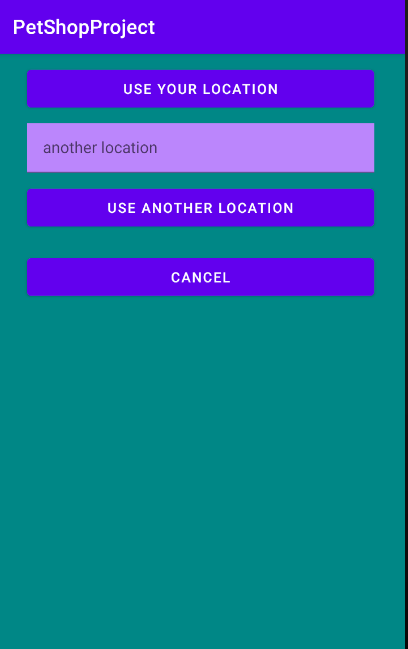 PetShopProject
USE YOUR LOCATION
another location
USE ANOTHER LOCATION
CANCEL